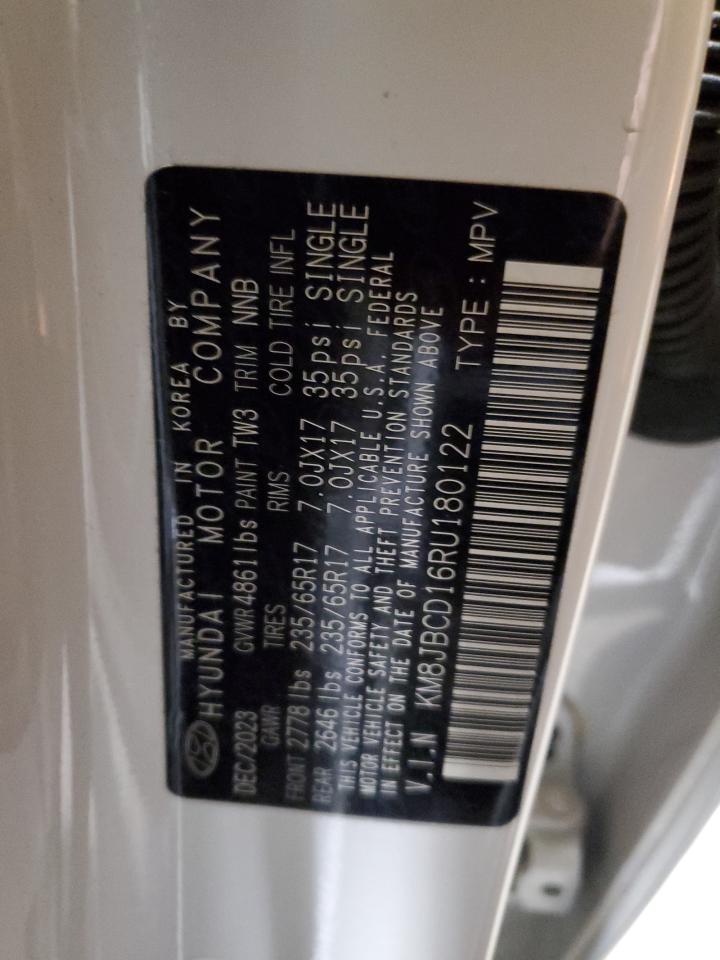 MANUFACTURED IN KOREA BY
HYUNDAI MOTOR COMPANY
DEC/2023 GVWR 4861lbs PAINT TW3 TRIM NNB
GAWR TIRES RIMS COLD TIRE INFL
FRONT 2778 lbs 235/65R17 7.0JX17 35psi SINGLE
REAR 2646 lbs 235/65R17 7.0JX17 35psi SINGLE
THIS VEHICLE CONFORMS TO ALL APPLICABLE U.S.A. FEDERAL
MOTOR VEHICLE SAFETY AND THEFT PREVENTION STANDARDS
IN EFFECT ON THE DATE OF MANUFACTURE SHOWN ABOVE
V.I.N KM8JBCD16RU180122 TYPE : MPV